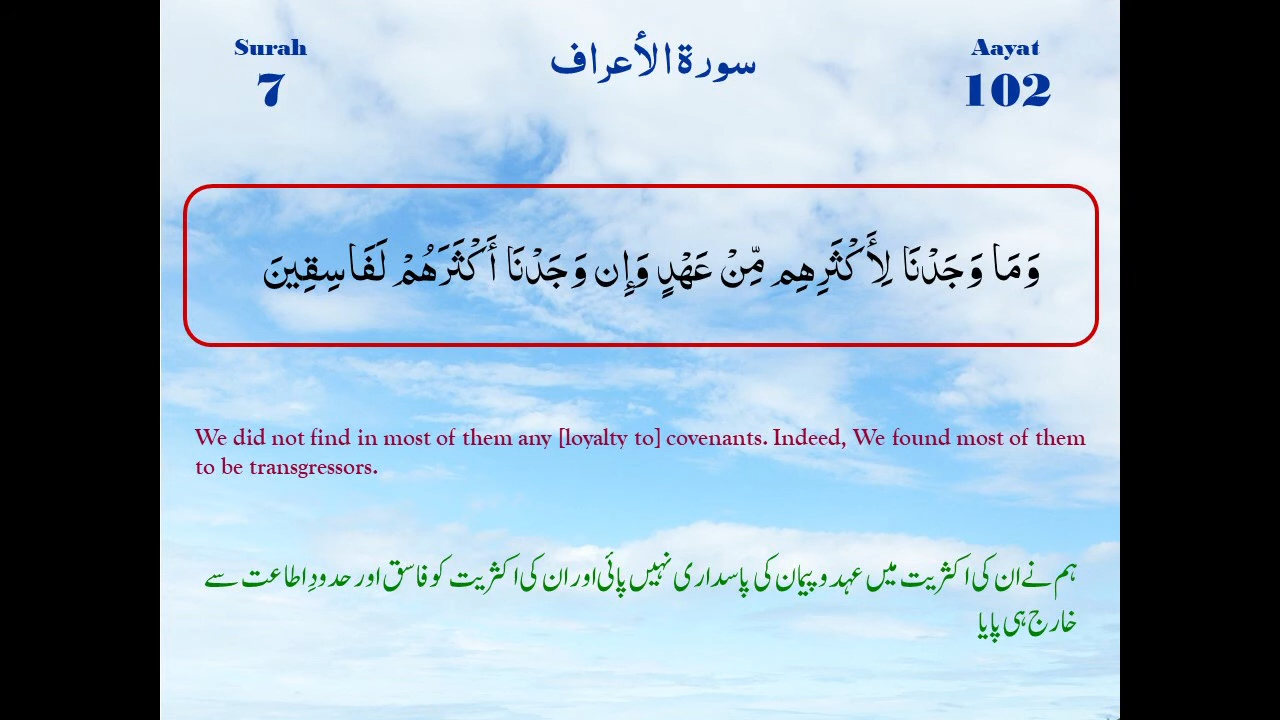 Surah
7
سورة الأعراف
Aayat
102
وَمَا وَجَدْنَا لِأَكْثَرِهِم مِّنْ عَهْدٍ وَإِن وَجَدْنَا أَكْثَرَهُمْ لَفَاسِقِينَ
We did not find in most of them any [loyalty to] covenants. Indeed, We found most of them
to be transgressors.
ہم نے ان کی اکثریت میں عہد و پیمان کی پاسداری نہیں پائی اور ان کی اکثریت کو فاسق اور حدودِ اطاعت سے
خارج ہی پایا